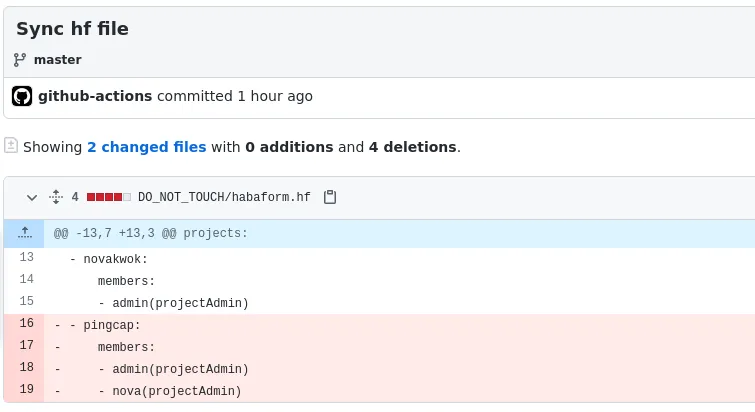 Sync hf file
master
github-actions committed 1 hour ago
Showing 2 changed files with 0 additions and 4 deletions.
4 DO_NOT_TOUCH/habaform.hf
@@ -13,7 +13,3 @@ projects:
13 - novakwok:
14 members:
15 - admin(projectAdmin)
16 - - pingcap:
17 - members:
18 - - admin(projectAdmin)
19 - - nova(projectAdmin)